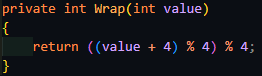 private int Wrap(int value)
{
    return ((value + 4) % 4) % 4;
}